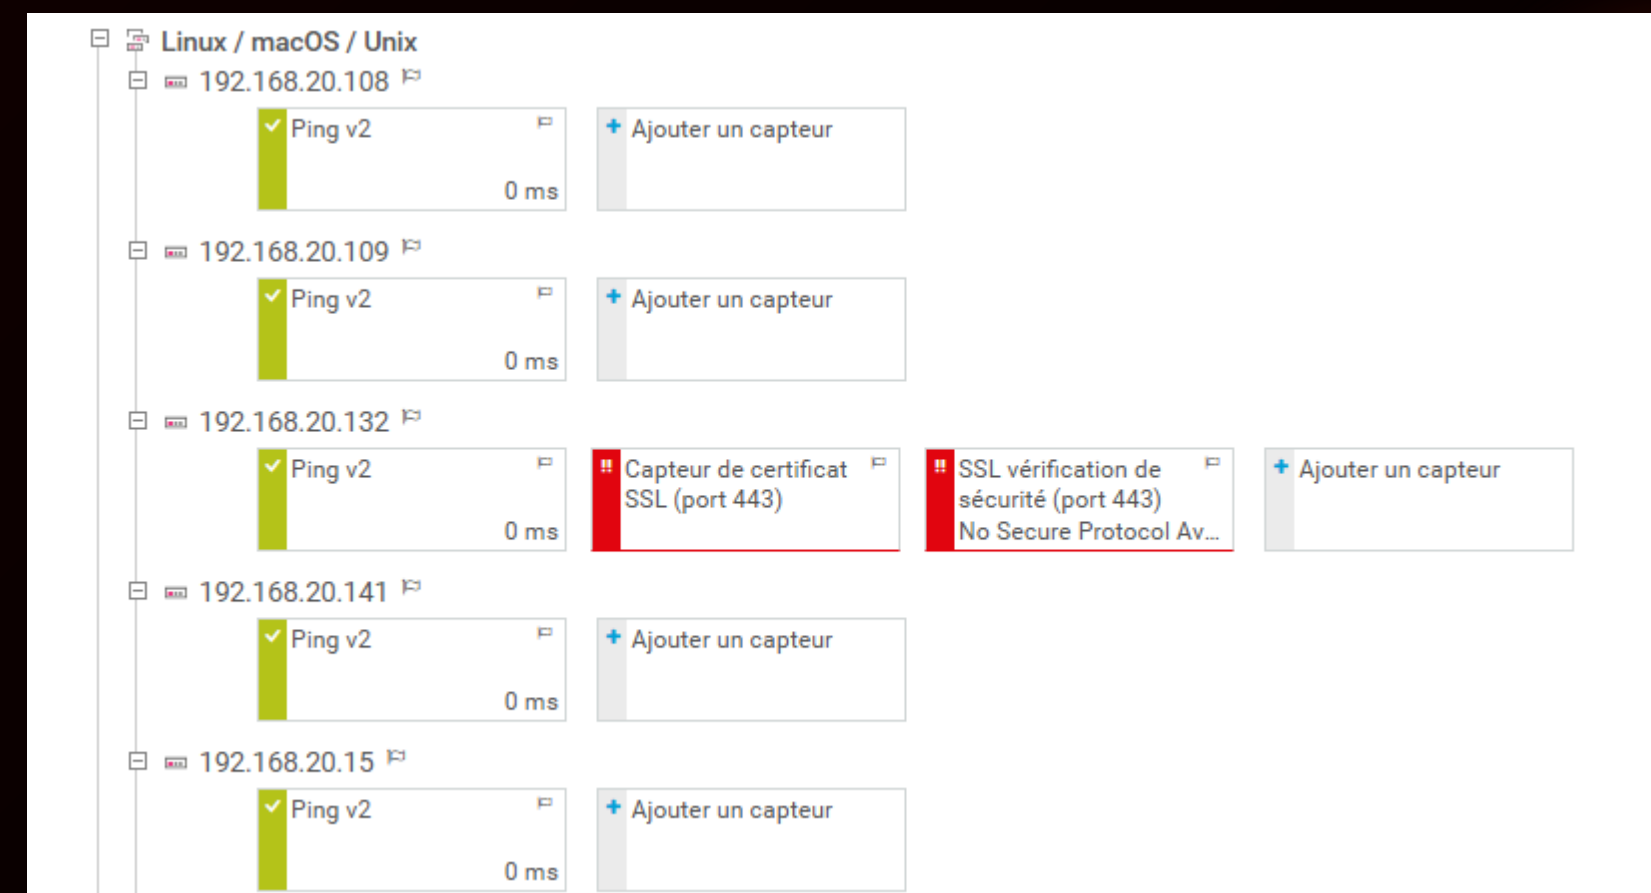 Linux / macOS / Unix
192.168.20.108
Ping v2
0 ms
Ajouter un capteur
192.168.20.109
Ping v2
0 ms
Ajouter un capteur
192.168.20.132
Ping v2
0 ms
Capteur de certificat
SSL (port 443)
SSL vérification de
sécurité (port 443)
No Secure Protocol Av...
Ajouter un capteur
192.168.20.141
Ping v2
0 ms
Ajouter un capteur
192.168.20.15
Ping v2
0 ms
Ajouter un capteur